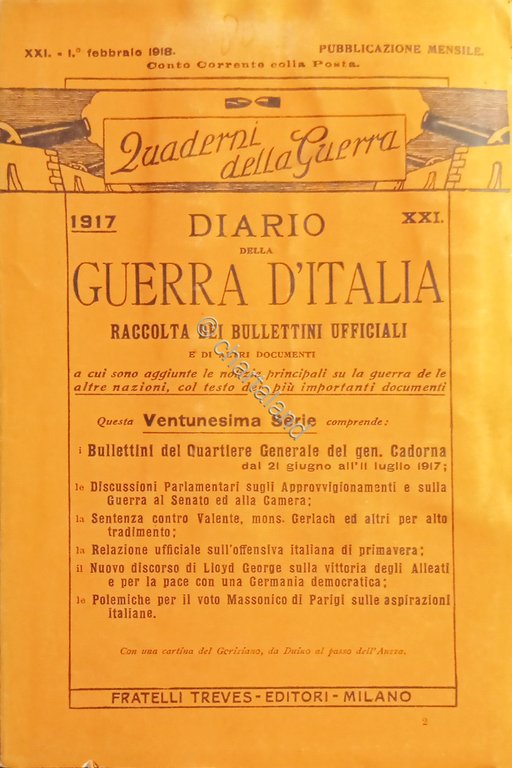 XXI. - 1.° febbraio 1918.
PUBBLICAZIONE MENSILE.
Conto Corrente colla Posta.
Quaderni
della Guerra
1917
DIARIO
XXI.
DELLA
GUERRA D'ITALIA
RACCOLTA DEI BULLETTINI UFFICIALI
E DI ALTRI DOCUMENTI
a cui sono aggiunte le notizie principali su la guerra de le
altre nazioni, col testo dei più importanti documenti
Questa Ventunesima Serie comprende:
i Bullettini del Quartiere Generale del gen. Cadorna
dal 21 giugno all'11 luglio 1917;
le Discussioni Parlamentari sugli Approvvigionamenti e sulla
Guerra al Senato ed alla Camera;
la Sentenza contro Valente, mons. Gerlach ed altri per alto
tradimento;
la Relazione ufficiale sull'offensiva italiana di primavera;
il Nuovo discorso di Lloyd George sulla vittoria degli Alleati
e per la pace con una Germania democratica;
le Polemiche per il voto Massonico di Parigi sulle aspirazioni
italiane.
Con una cartina del Goriziano, da Duino al passo dell'Anzza.
FRATELLI TREVES - EDITORI - MILANO
2
© chartaland